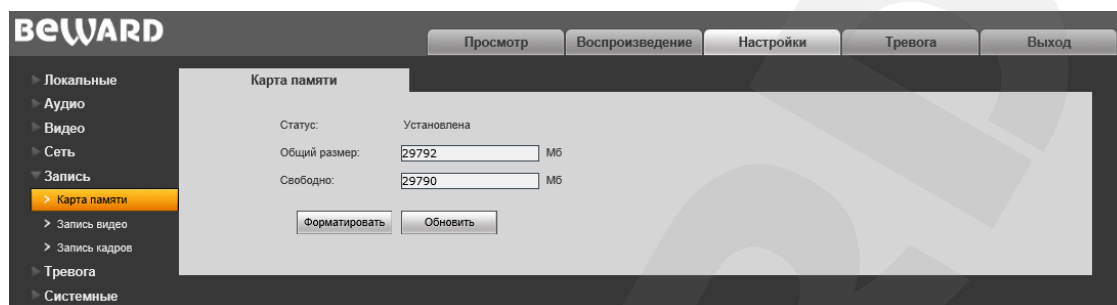 BEWARD
Просмотр
Воспроизведение
Настройки
Тревога
Выход
Локальные
Аудио
Видео
Сеть
Запись
Карта памяти
Запись видео
Запись кадров
Тревога
Системные
Карта памяти
Статус: Установлена
Общий размер: 29792 Мб
Свободно: 29790 Мб
Форматировать Обновить